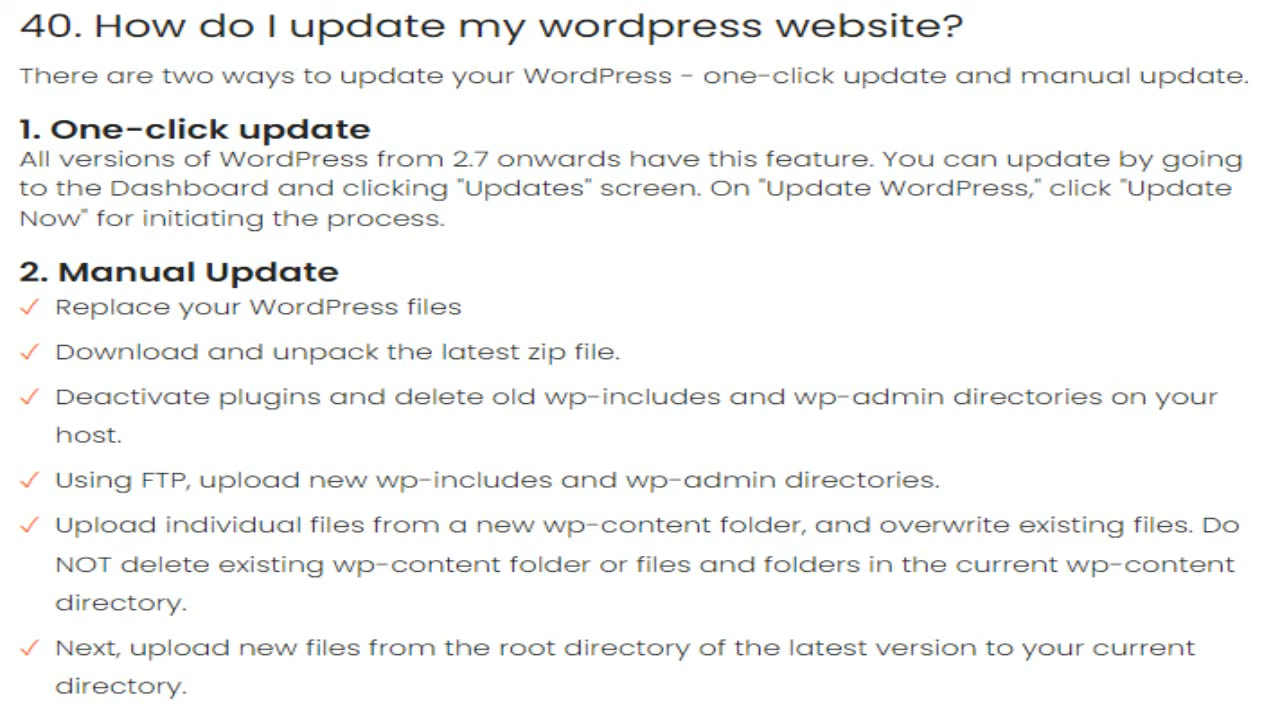 40. How do I update my wordpress website?
There are two ways to update your WordPress - one-click update and manual update.
1. One-click update
All versions of WordPress from 2.7 onwards have this feature. You can update by going
to the Dashboard and clicking "Updates" screen. On "Update WordPress," click "Update
Now" for initiating the process.
2. Manual Update
✓ Replace your WordPress files
✓ Download and unpack the latest zip file.
✓ Deactivate plugins and delete old wp-includes and wp-admin directories on your
host.
✓ Using FTP, upload new wp-includes and wp-admin directories.
✓ Upload individual files from a new wp-content folder, and overwrite existing files. Do
NOT delete existing wp-content folder or files and folders in the current wp-content
directory.
✓ Next, upload new files from the root directory of the latest version to your current
directory.